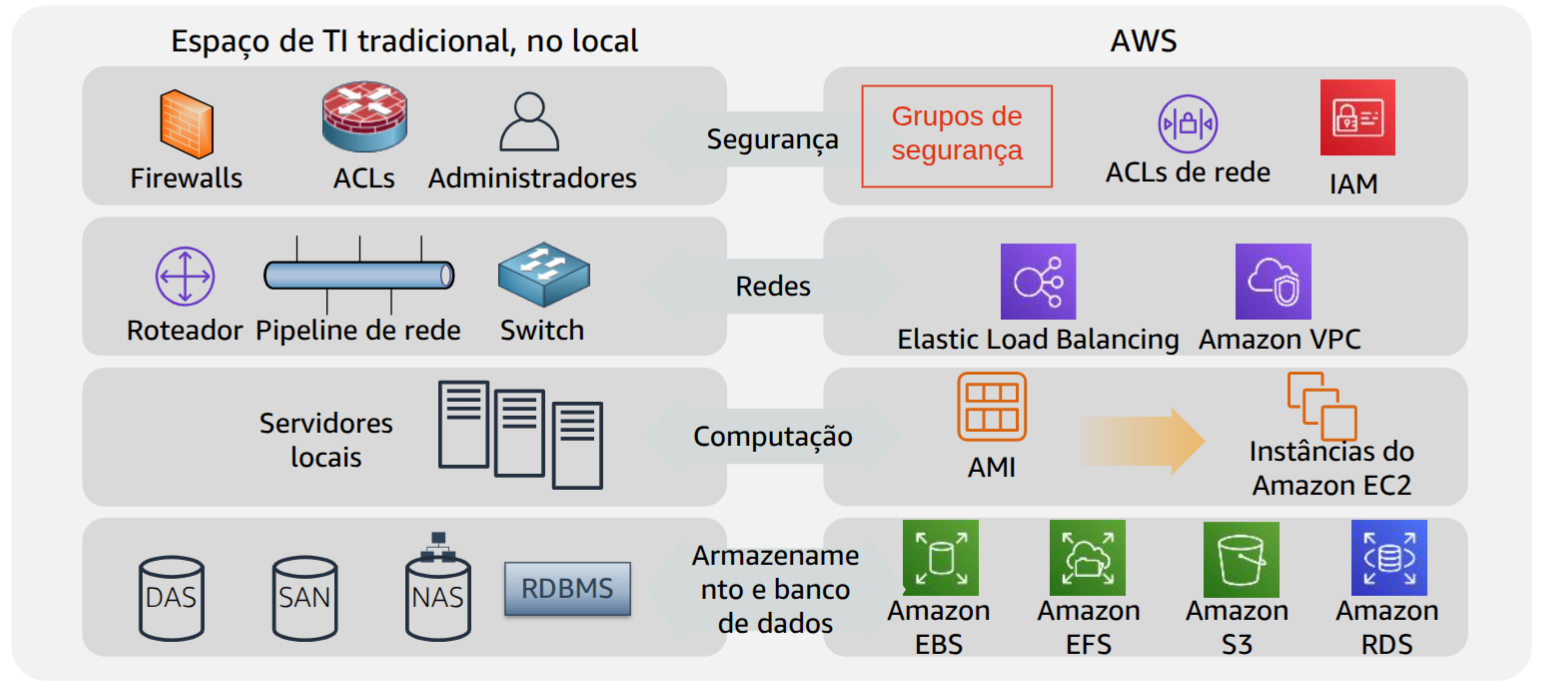 Espaço de TI tradicional, no local
AWS
Firewalls
ACLs
Administradores
Segurança
Grupos de
segurança
ACLs de rede
IAM
Roteador
Pipeline de rede
Switch
Redes
Elastic Load Balancing
Amazon VPC
Servidores
locais
Computação
AMI
Instâncias do
Amazon EC2
DAS
SAN
NAS
RDBMS
Armazename
nto e banco
de dados
Amazon
EBS
Amazon
EFS
Amazon
S3
Amazon
RDS